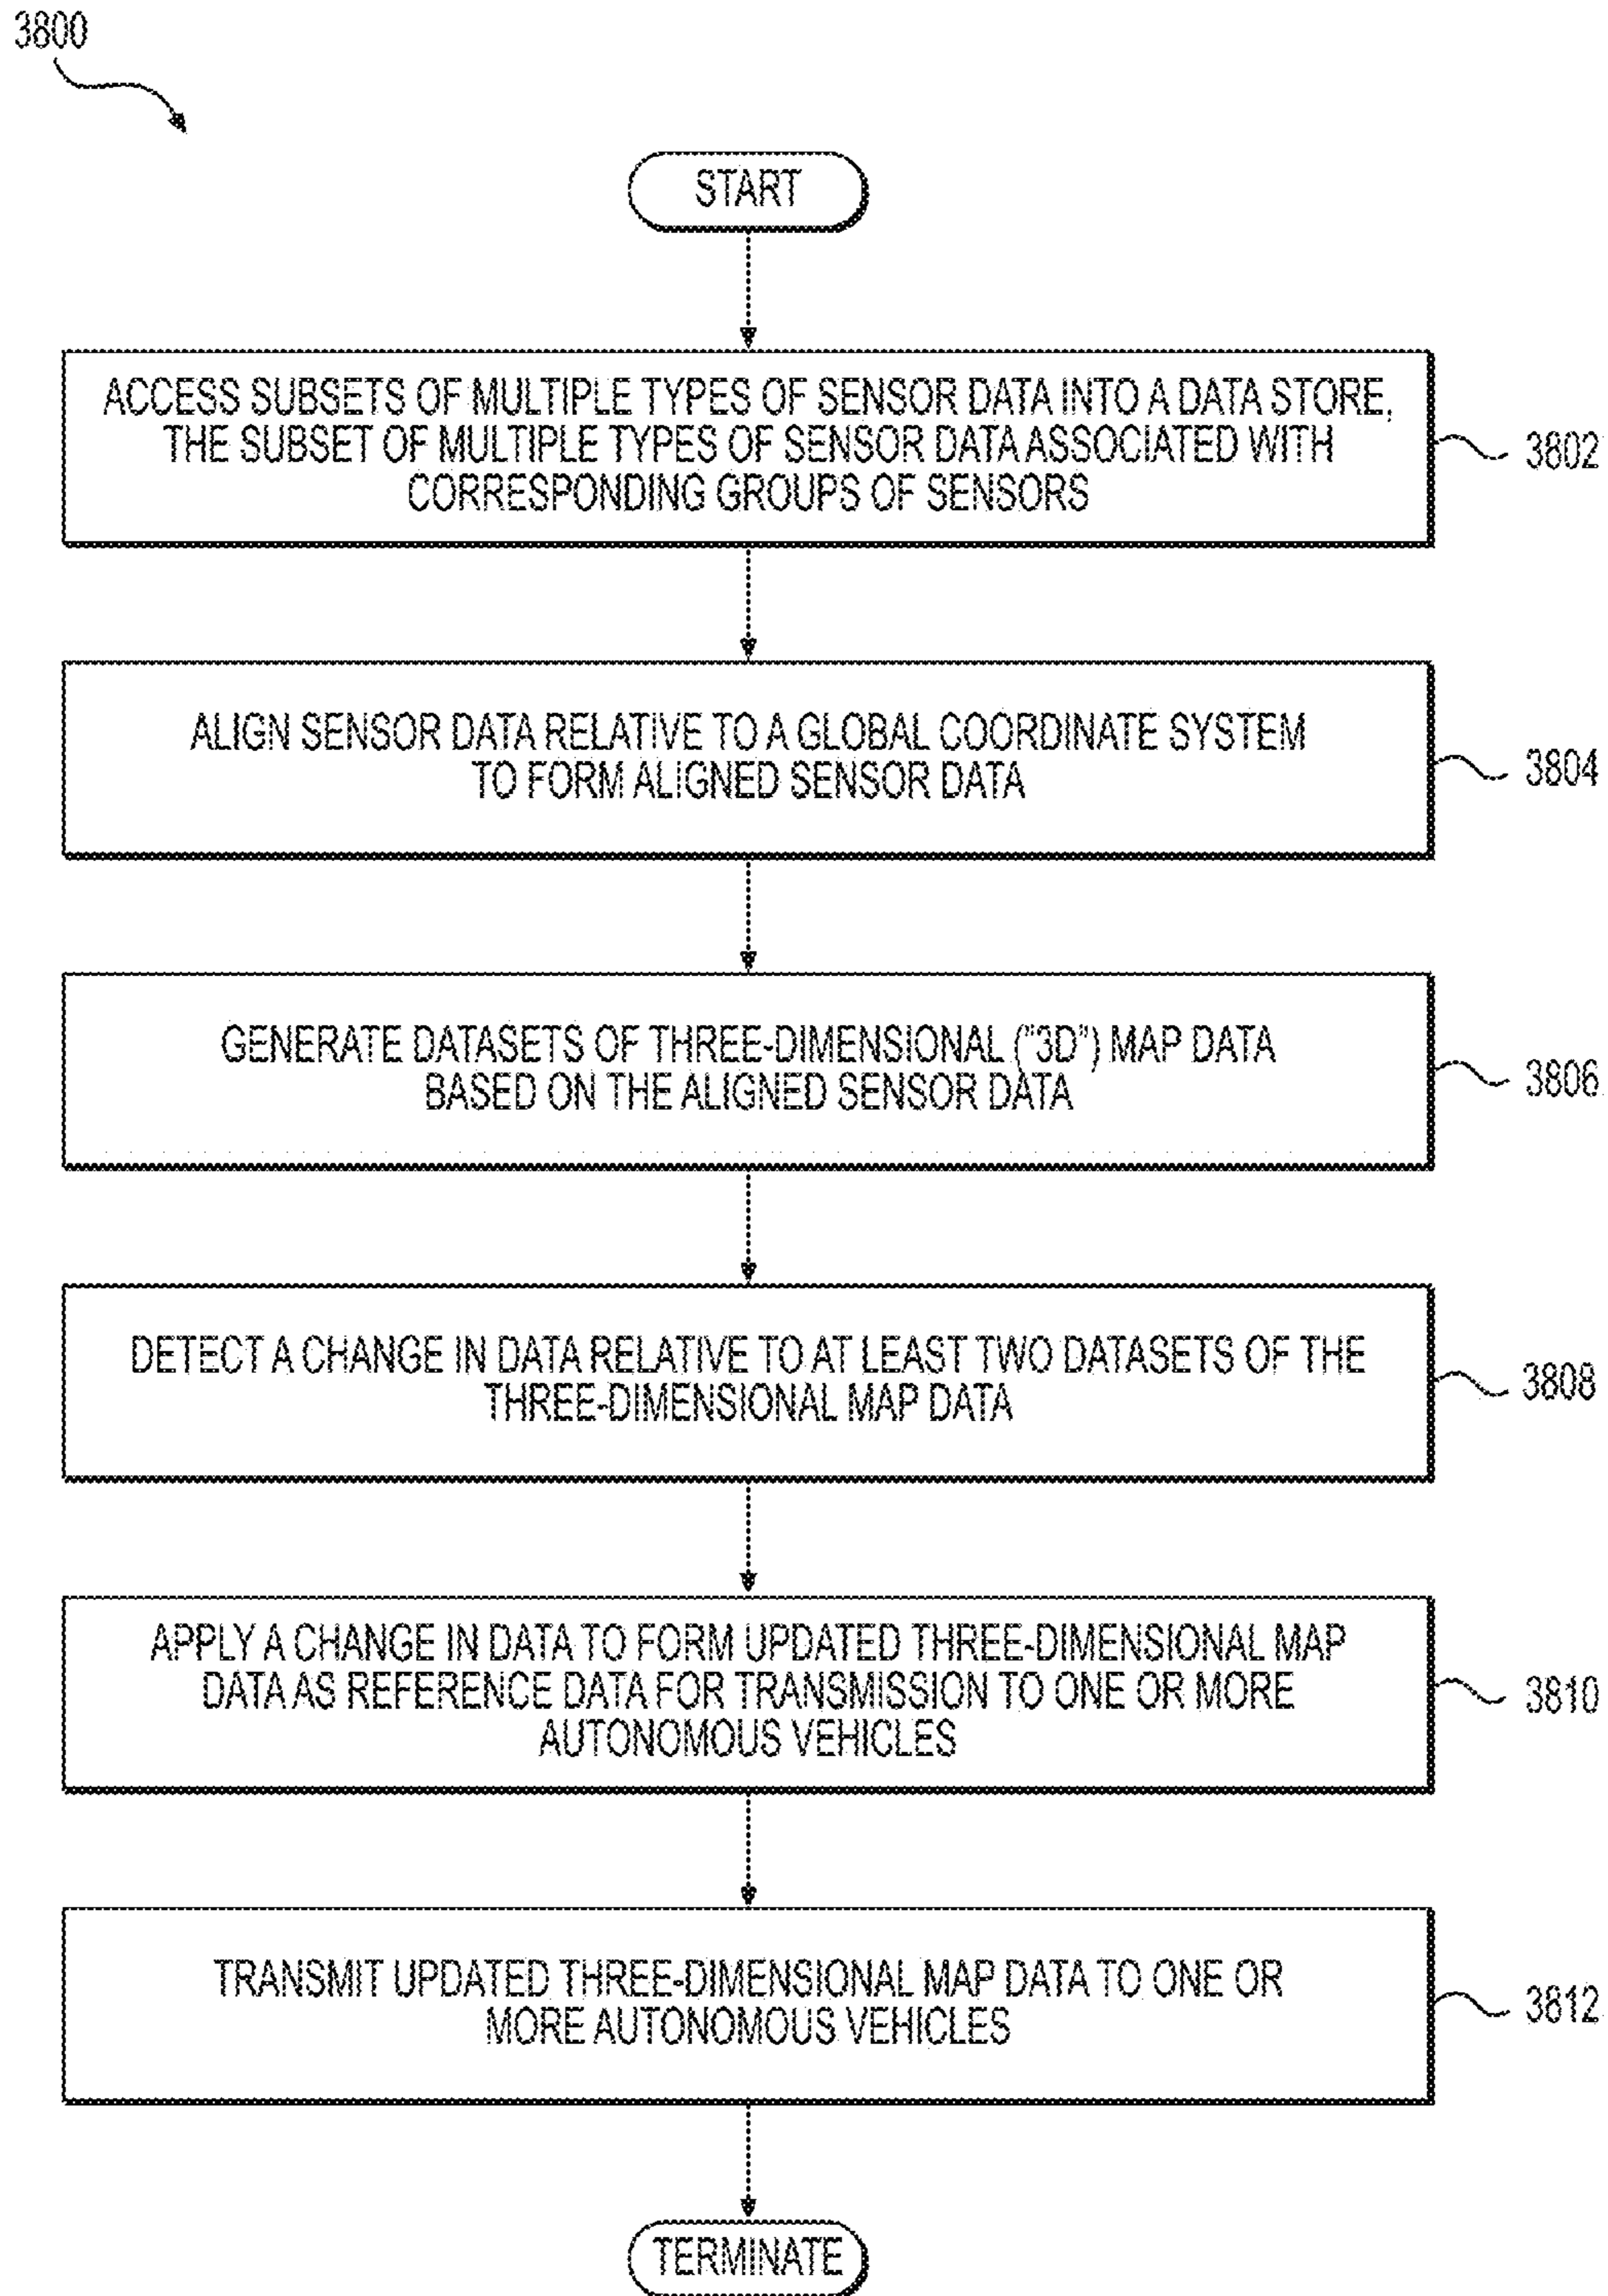 3800
START
ACCESS SUBSETS OF MULTIPLE TYPES OF SENSOR DATA INTO A DATA STORE,
THE SUBSET OF MULTIPLE TYPES OF SENSOR DATA ASSOCIATED WITH
CORRESPONDING GROUPS OF SENSORS
3802
ALIGN SENSOR DATA RELATIVE TO A GLOBAL COORDINATE SYSTEM
TO FORM ALIGNED SENSOR DATA
3804
GENERATE DATASETS OF THREE-DIMENSIONAL ("3D") MAP DATA
BASED ON THE ALIGNED SENSOR DATA
3806
DETECT A CHANGE IN DATA RELATIVE TO AT LEAST TWO DATASETS OF THE
THREE-DIMENSIONAL MAP DATA
3808
APPLY A CHANGE IN DATA TO FORM UPDATED THREE-DIMENSIONAL MAP
DATA AS REFERENCE DATA FOR TRANSMISSION TO ONE OR MORE
AUTONOMOUS VEHICLES
3810
TRANSMIT UPDATED THREE-DIMENSIONAL MAP DATA TO ONE OR
MORE AUTONOMOUS VEHICLES
3812
TERMINATE